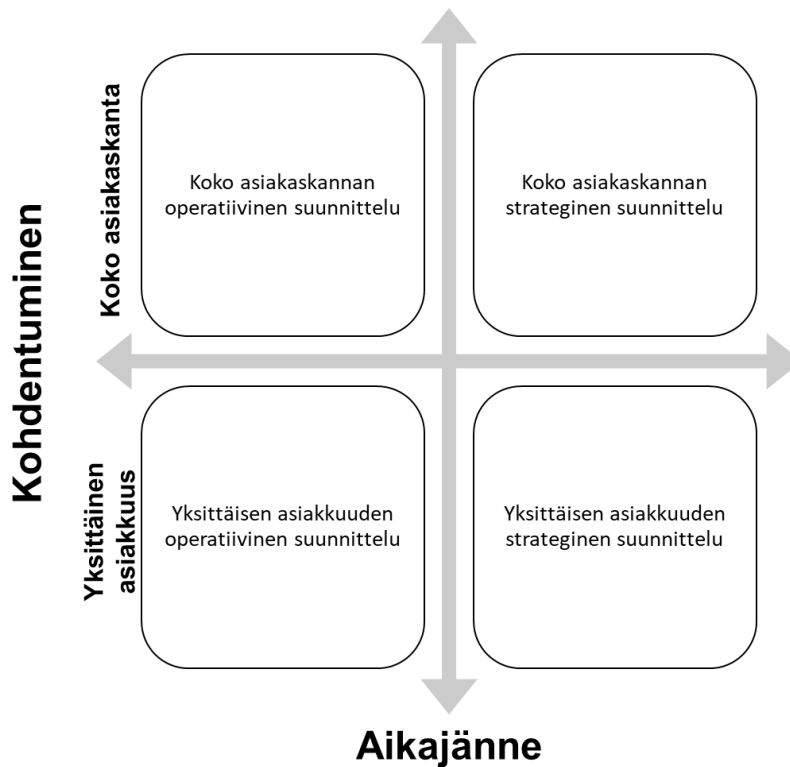 Kohdentuminen
Koko asiakaskanta
Koko asiakaskannan
operatiivinen suunnittelu
Koko asiakaskannan
strateginen suunnittelu
Yksittäinen
asiakkuus
Yksittäisen asiakkuuden
operatiivinen suunnittelu
Yksittäisen asiakkuuden
strateginen suunnittelu
Aikajänne